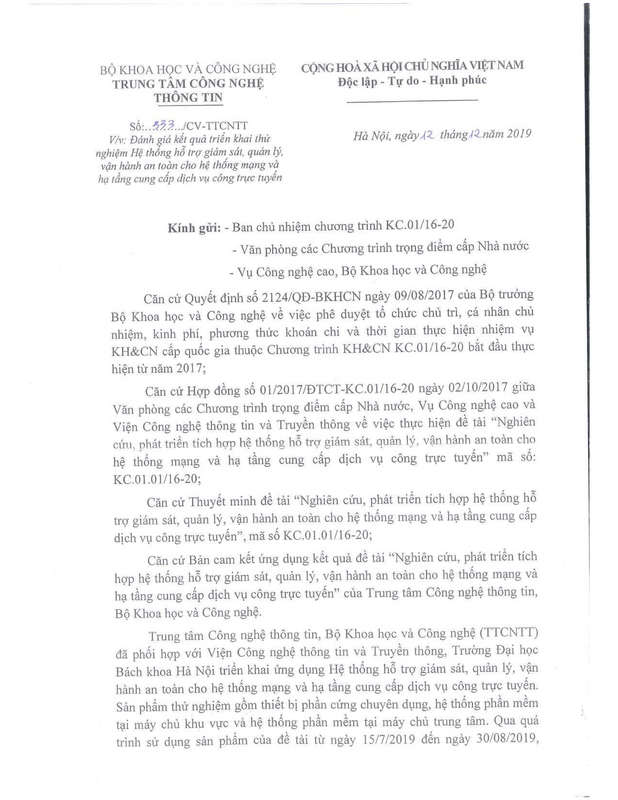 BỘ KHOA HỌC VÀ CÔNG NGHỆ
TRUNG TÂM CÔNG NGHỆ
THÔNG TIN
CỘNG HOÀ XÃ HỘI CHỦ NGHĨA VIỆT NAM
Độc lập - Tự do - Hạnh phúc
Số:..333../CV-TTCNTT
V/v: Đánh giá kết quả triển khai thử
nghiệm Hệ thống hỗ trợ giám sát, quản lý,
vận hành an toàn cho hệ thống mạng và
hạ tầng cung cấp dịch vụ công trực tuyến
Hà Nội, ngày 12 tháng 12 năm 2019
Kính gửi: - Ban chủ nhiệm chương trình KC.01/16-20
- Văn phòng các Chương trình trọng điểm cấp Nhà nước
- Vụ Công nghệ cao, Bộ Khoa học và Công nghệ
Căn cứ Quyết định số 2124/QĐ-BKHCN ngày 09/08/2017 của Bộ trưởng
Bộ Khoa học và Công nghệ về việc phê duyệt tổ chức chủ trì, cá nhân chủ
nhiệm, kinh phí, phương thức khoán chi và thời gian thực hiện nhiệm vụ
KH&CN cấp quốc gia thuộc Chương trình KH&CN KC.01/16-20 bắt đầu thực
hiện từ năm 2017;
Căn cứ Hợp đồng số 01/2017/ĐTCT-KC.01/16-20 ngày 02/10/2017 giữa
Văn phòng các Chương trình trọng điểm cấp Nhà nước, Vụ Công nghệ cao và
Viện Công nghệ thông tin và Truyền thông về việc thực hiện đề tài “Nghiên
cứu, phát triển tích hợp hệ thống hỗ trợ giám sát, quản lý, vận hành an toàn cho
hệ thống mạng và hạ tầng cung cấp dịch vụ công trực tuyến” mã số:
KC.01.01/16-20;
Căn cứ Thuyết minh đề tài “Nghiên cứu, phát triển tích hợp hệ thống hỗ
trợ giám sát, quản lý, vận hành an toàn cho hệ thống mạng và hạ tầng cung cấp
dịch vụ công trực tuyến”, mã số KC.01.01/16-20;
Căn cứ Bản cam kết ứng dụng kết quả đề tài “Nghiên cứu, phát triển tích
hợp hệ thống hỗ trợ giám sát, quản lý, vận hành an toàn cho hệ thống mạng và
hạ tầng cung cấp dịch vụ công trực tuyến” của Trung tâm Công nghệ thông tin,
Bộ Khoa học và Công nghệ.
Trung tâm Công nghệ thông tin, Bộ Khoa học và Công nghệ (TTCNTT)
đã phối hợp với Viện Công nghệ thông tin và Truyền thông, Trường Đại học
Bách khoa Hà Nội triển khai ứng dụng Hệ thống hỗ trợ giám sát, quản lý, vận
hành an toàn cho hệ thống mạng và hạ tầng cung cấp dịch vụ công trực tuyến.
Sản phẩm thử nghiệm gồm thiết bị phần cứng chuyên dụng, hệ thống phần mềm
tại máy chủ khu vực và hệ thống phần mềm tại máy chủ trung tâm. Qua quá
trình sử dụng sản phẩm của đề tài từ ngày 15/7/2019 đến ngày 30/08/2019,